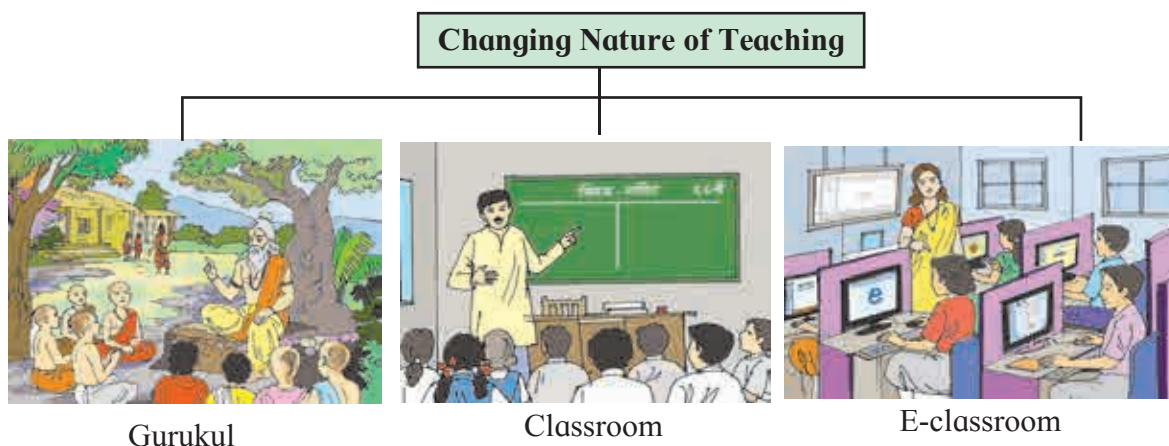 Changing Nature of Teaching
e
Gurukul
Classroom
E-classroom